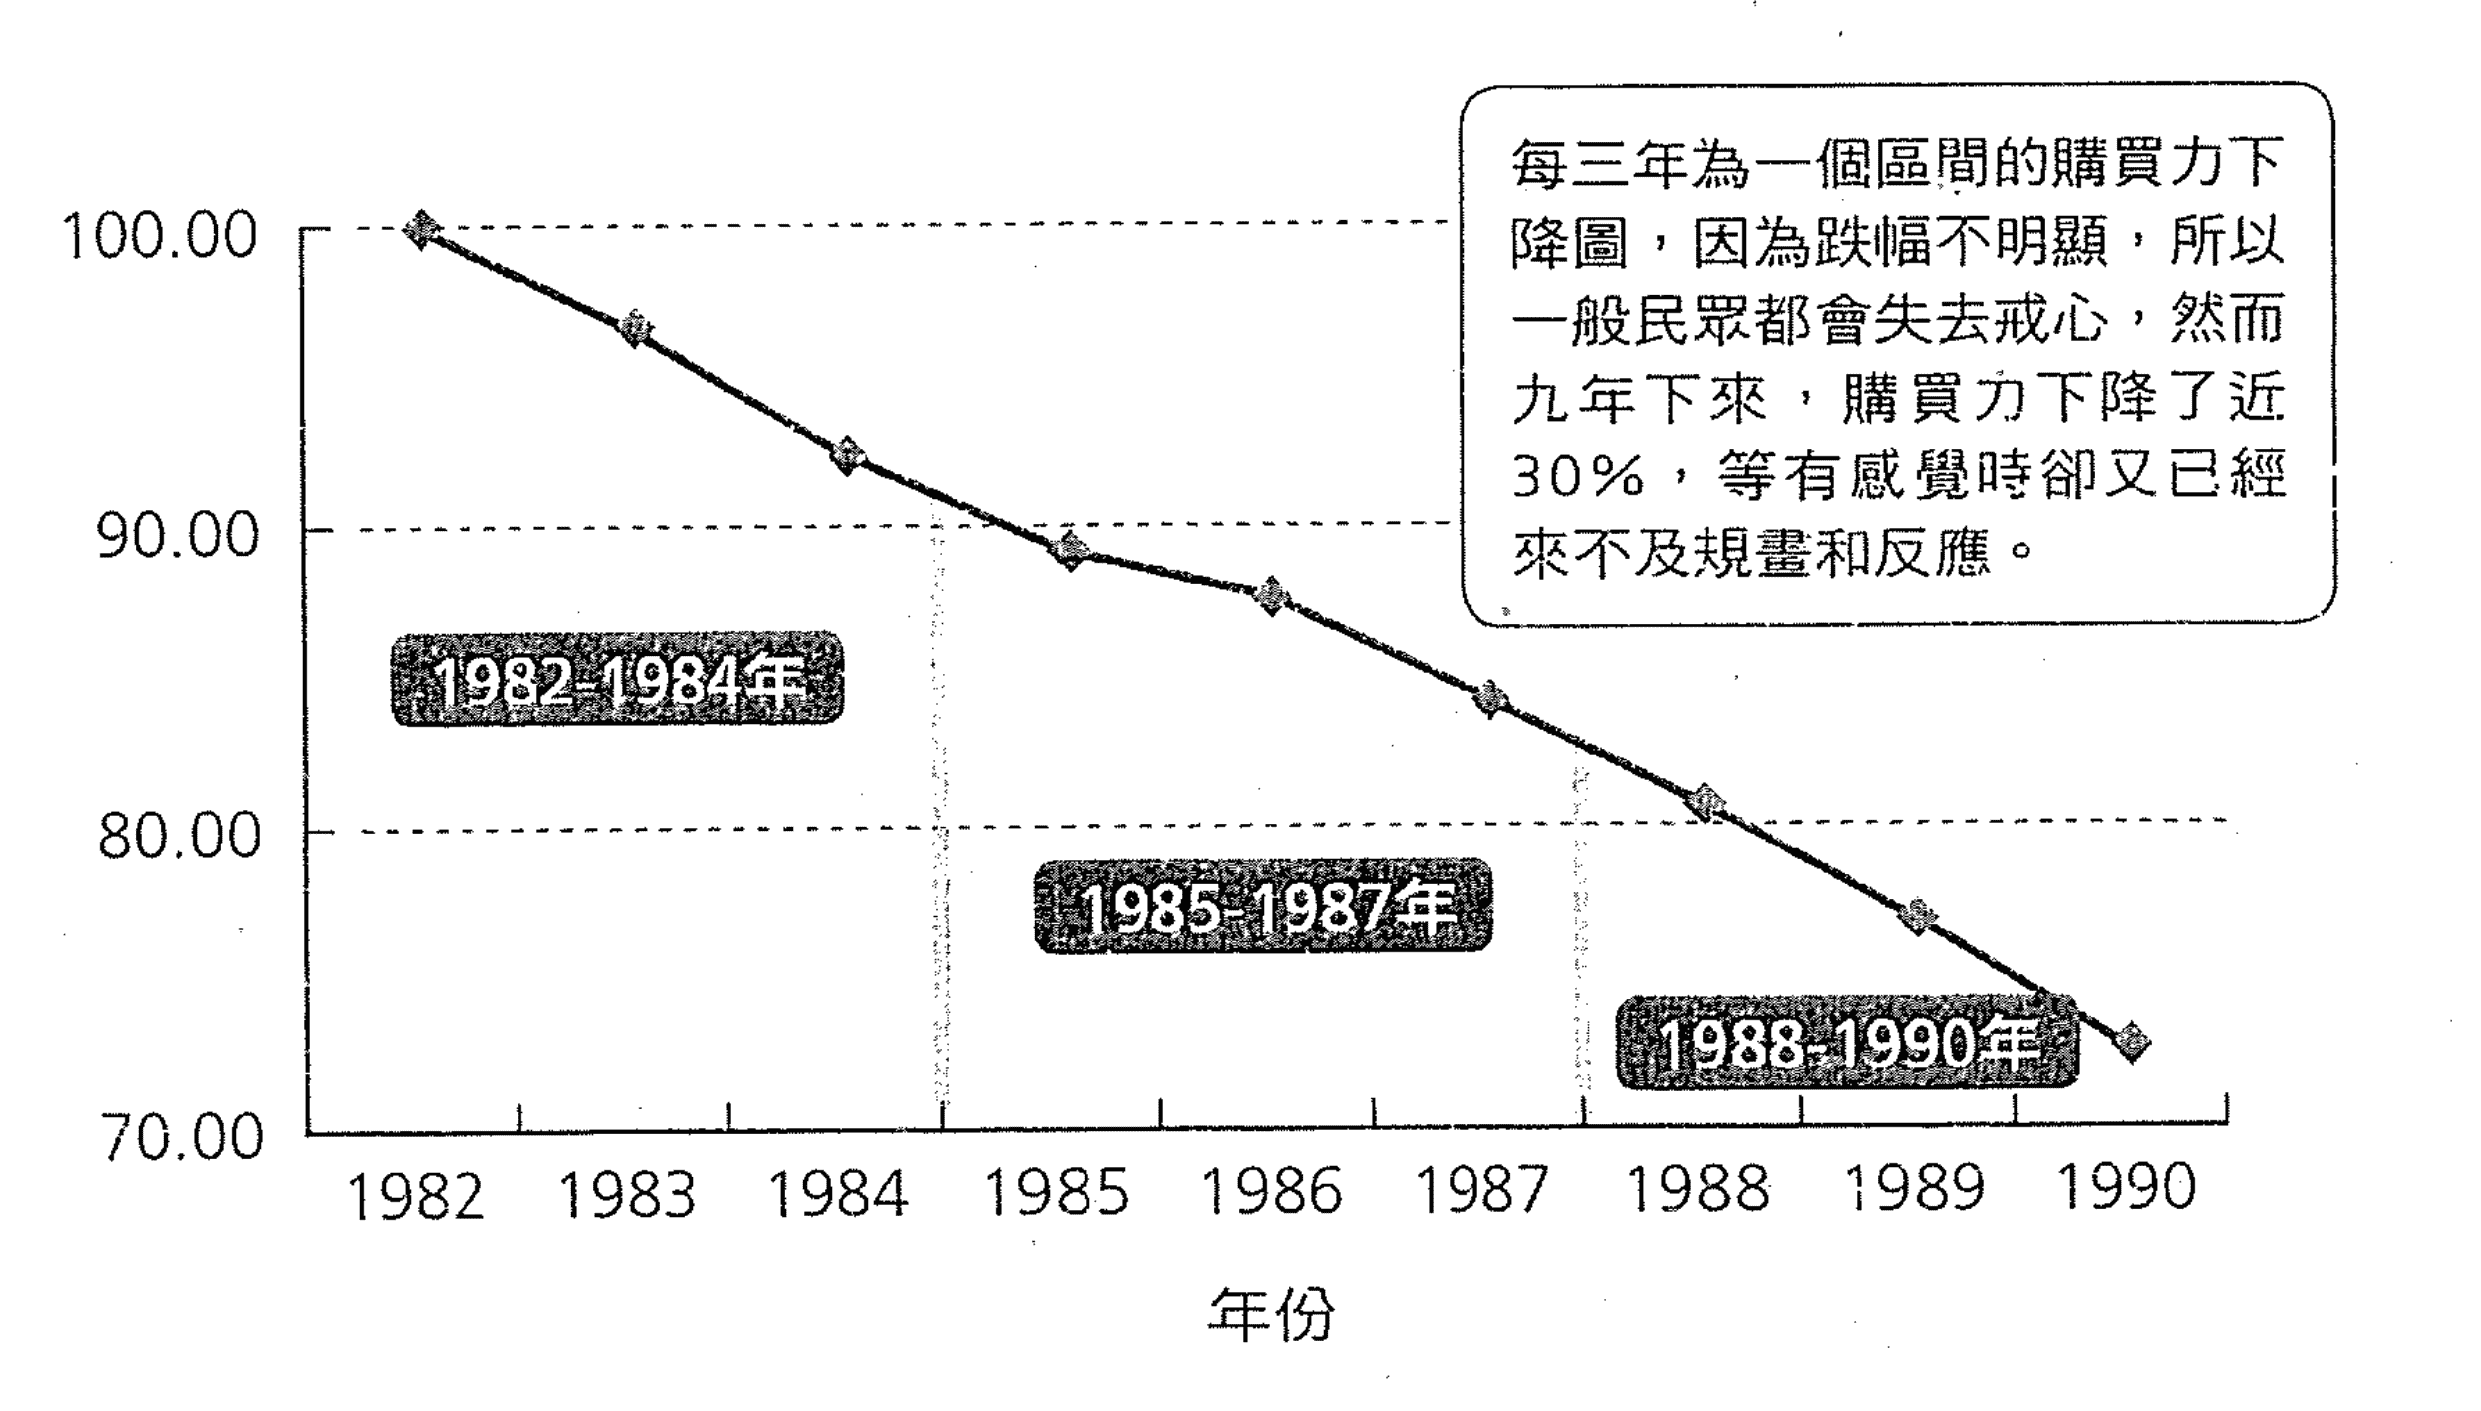 每三年為一個區間的購買力下
降圖，因為跌幅不明顯，所以
一般民眾都會失去戒心，然而
九年下來，購買力下降了近
30%，等有感覺時卻又已經
來不及規畫和反應。
100.00
90.00
80.00
70.00
1982-1984年
1985-1987年
1988-1990年
1982 1983 1984 1985 1986 1987 1988 1989 1990
年份